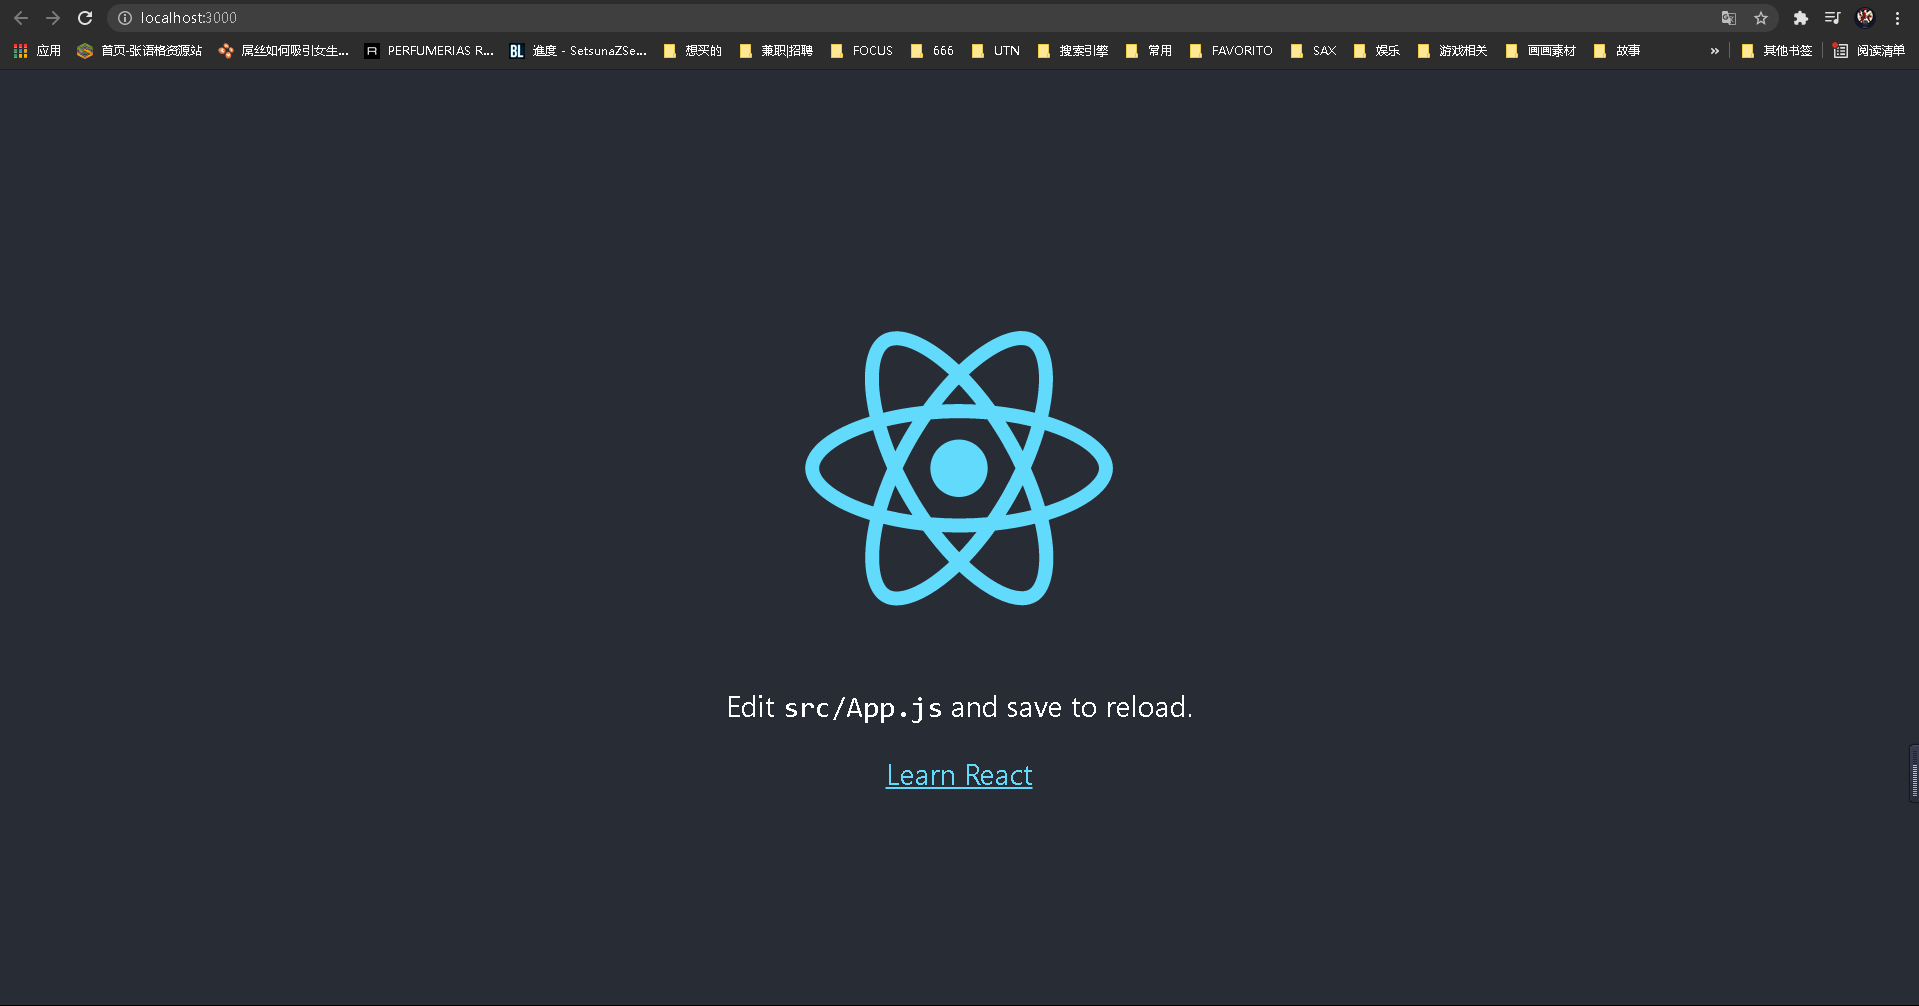 localhost:3000
应用 首页-张语格资源站 屌丝如何吸引女生... PERFUMERIAS R... 進度 - SetsunaZSe... 想买的 兼职|招聘 FOCUS 666 UTN 搜索引擎 常用 FAVORITO SAX 娱乐 游戏相关 画画素材 故事 » 其他书签 阅读清单
Edit src/App.js and save to reload.
Learn React